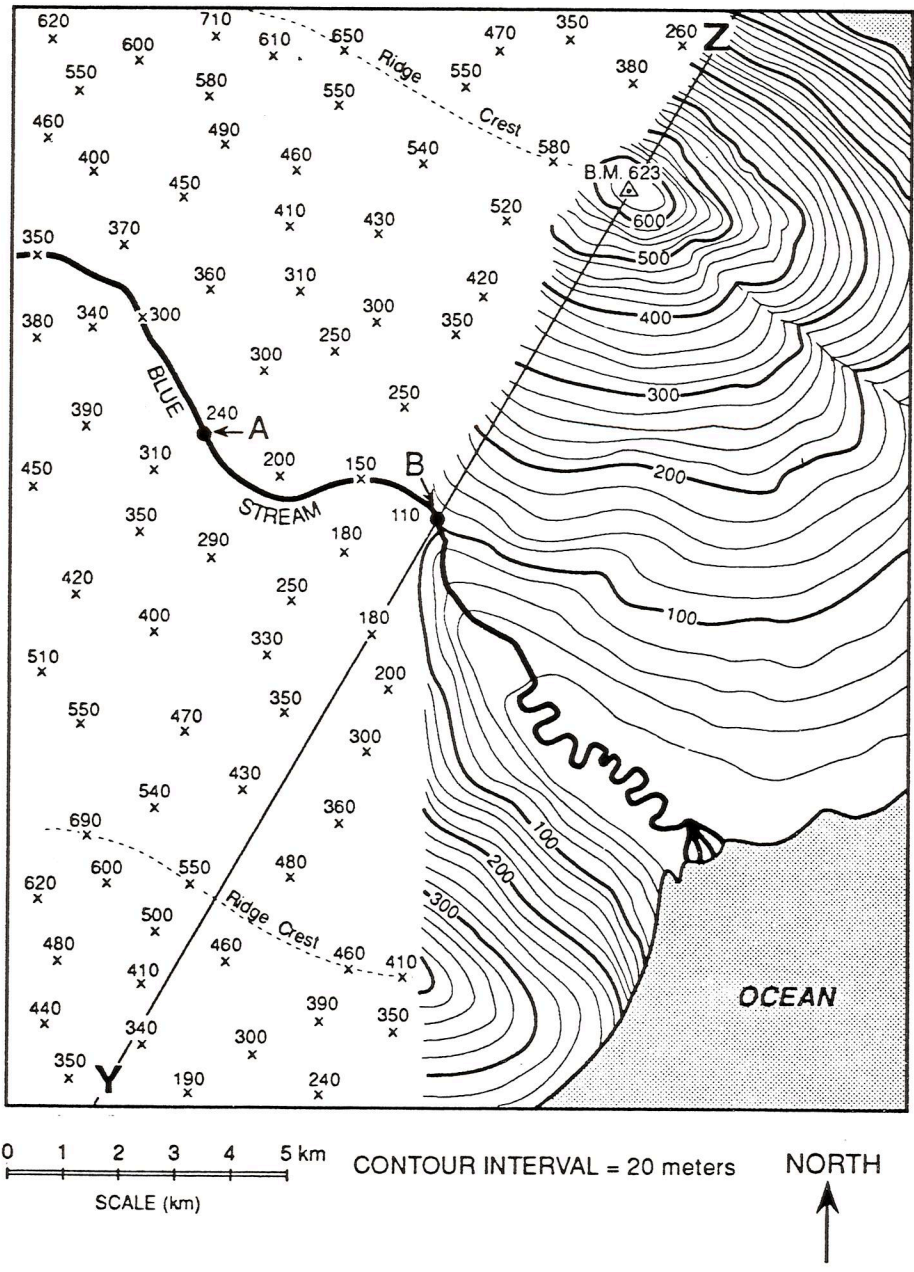 620 710 350
600 610 650 470 260 Z
550 580 550 Ridge 550 380
460 490 Crest
400 460 540 580
450 B.M. 623
410 430 520 600
350 370 500
360 310 420
380 340 300 300 350 400
250
300
BLUE 250 300
390 240 A
310 200 150 B 200
450 STREAM
350 110
290 180
420 250 100
400 180
330
510 200
350
550 470 300
430
540 360 100
690
600 550 480 200
620 Ridge Crest 300
500
480 460 460 410
410 OCEAN
440 390 350
340 300
350 Y
190 240
0 1 2 3 4 5 km
SCALE (km)
CONTOUR INTERVAL = 20 meters
NORTH